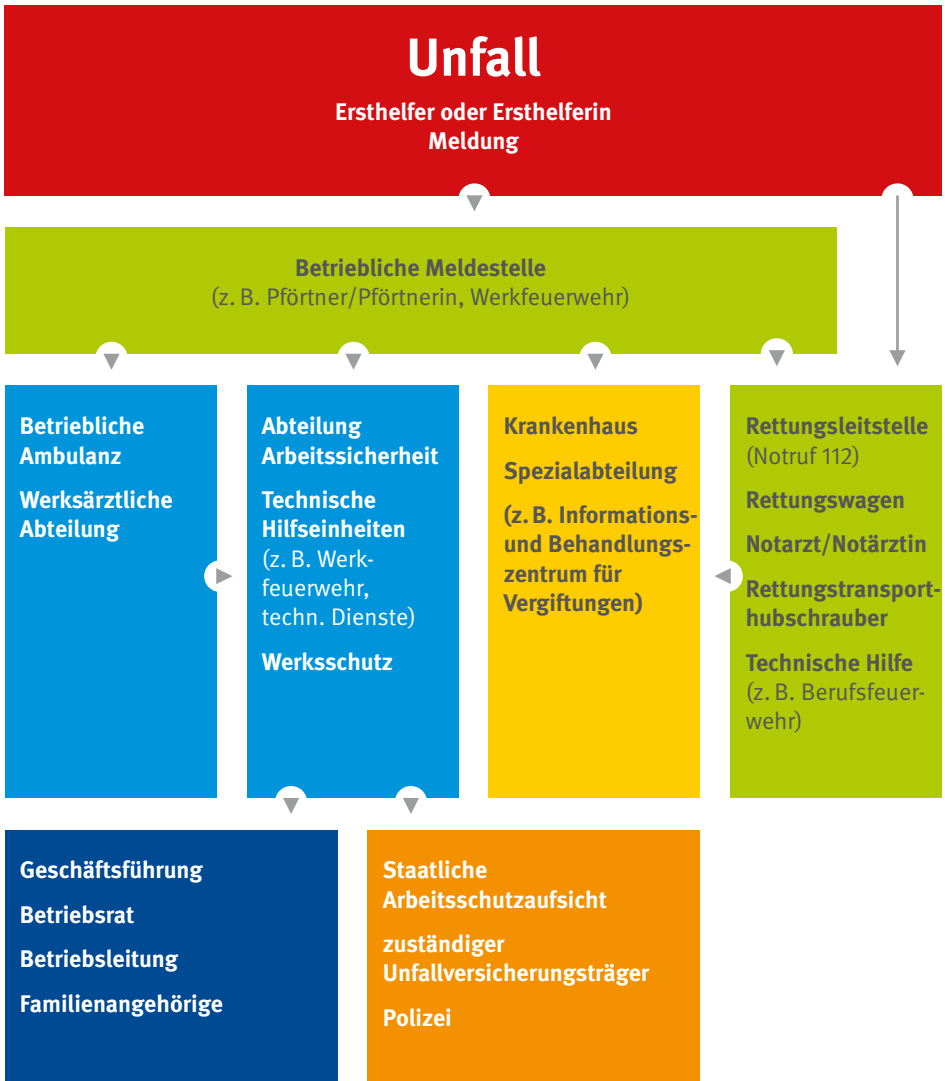 Unfall
Ersthelfer oder Ersthelferin
Meldung
Betriebliche Meldestelle
(z. B. Pförtner/Pförtnerin, Werkfeuerwehr)
Betriebliche
Ambulanz
Werksärztliche
Abteilung
Abteilung
Arbeitssicherheit
Technische
Hilfseinheiten
(z. B. Werk-
feuerwehr,
techn. Dienste)
Werksschutz
Krankenhaus
Spezialabteilung
(z. B. Informations-
und Behandlungs-
zentrum für
Vergiftungen)
Rettungsleitstelle
(Notruf 112)
Rettungswagen
Notarzt/Notärztin
Rettungstransport-
hubschrauber
Technische Hilfe
(z. B. Berufsfeuer-
wehr)
Geschäftsführung
Betriebsrat
Betriebsleitung
Familienangehörige
Staatliche
Arbeitsschutzaufsicht
zuständiger
Unfallversicherungsträger
Polizei